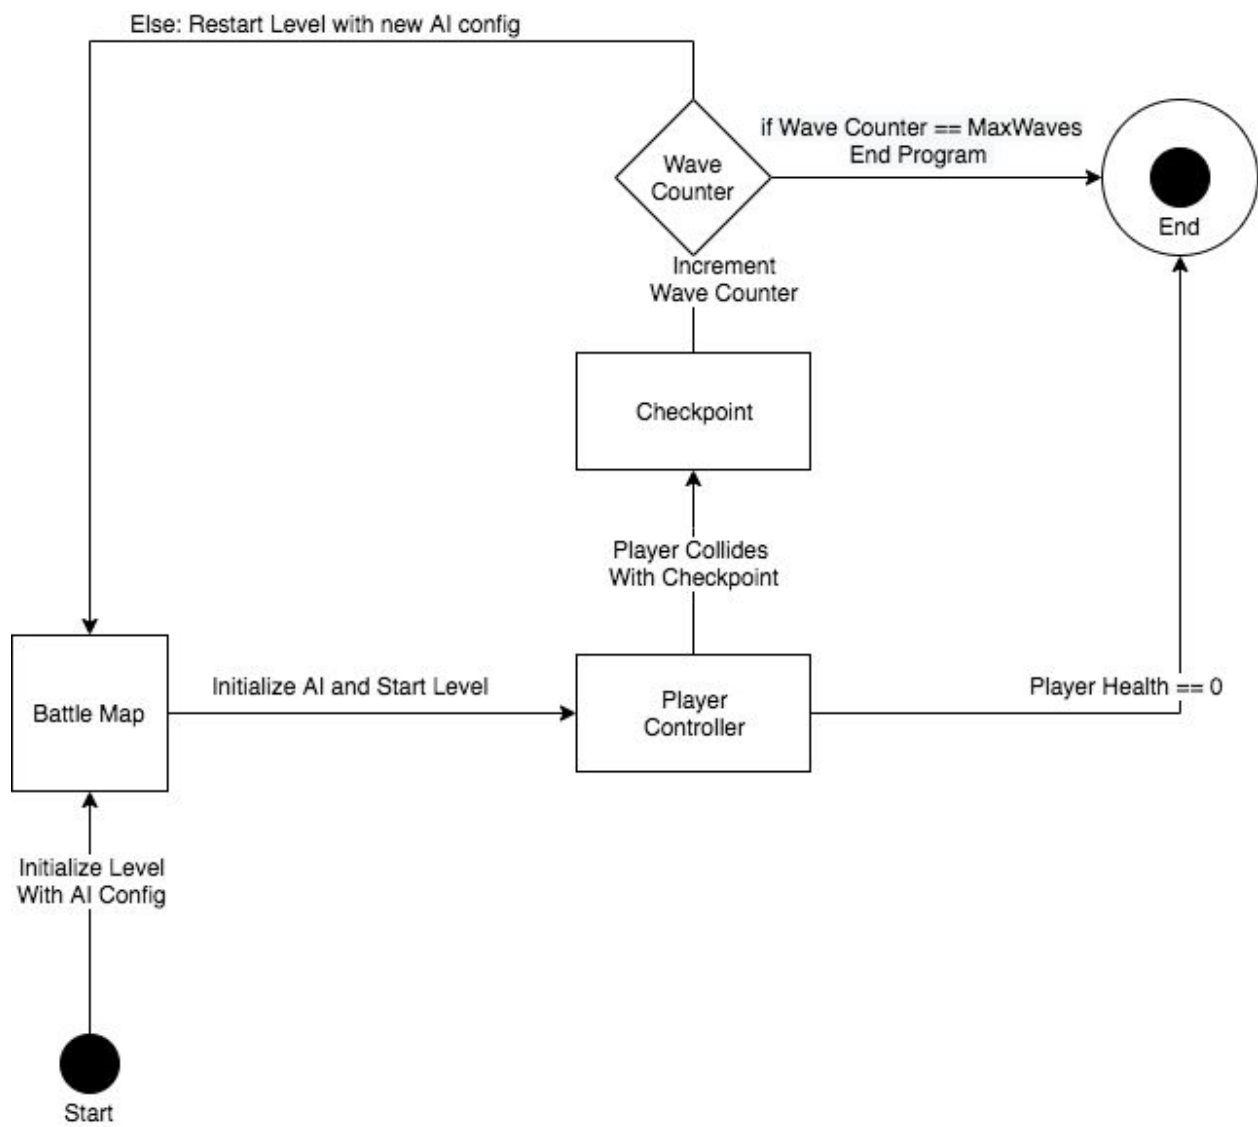 Else: Restart Level with new AI config
if Wave Counter == MaxWaves
End Program
Wave
Counter
End
Increment
Wave Counter
Checkpoint
Player Collides
With Checkpoint
Battle Map
Initialize AI and Start Level
Player
Controller
Player Health == 0
Initialize Level
With AI Config
Start